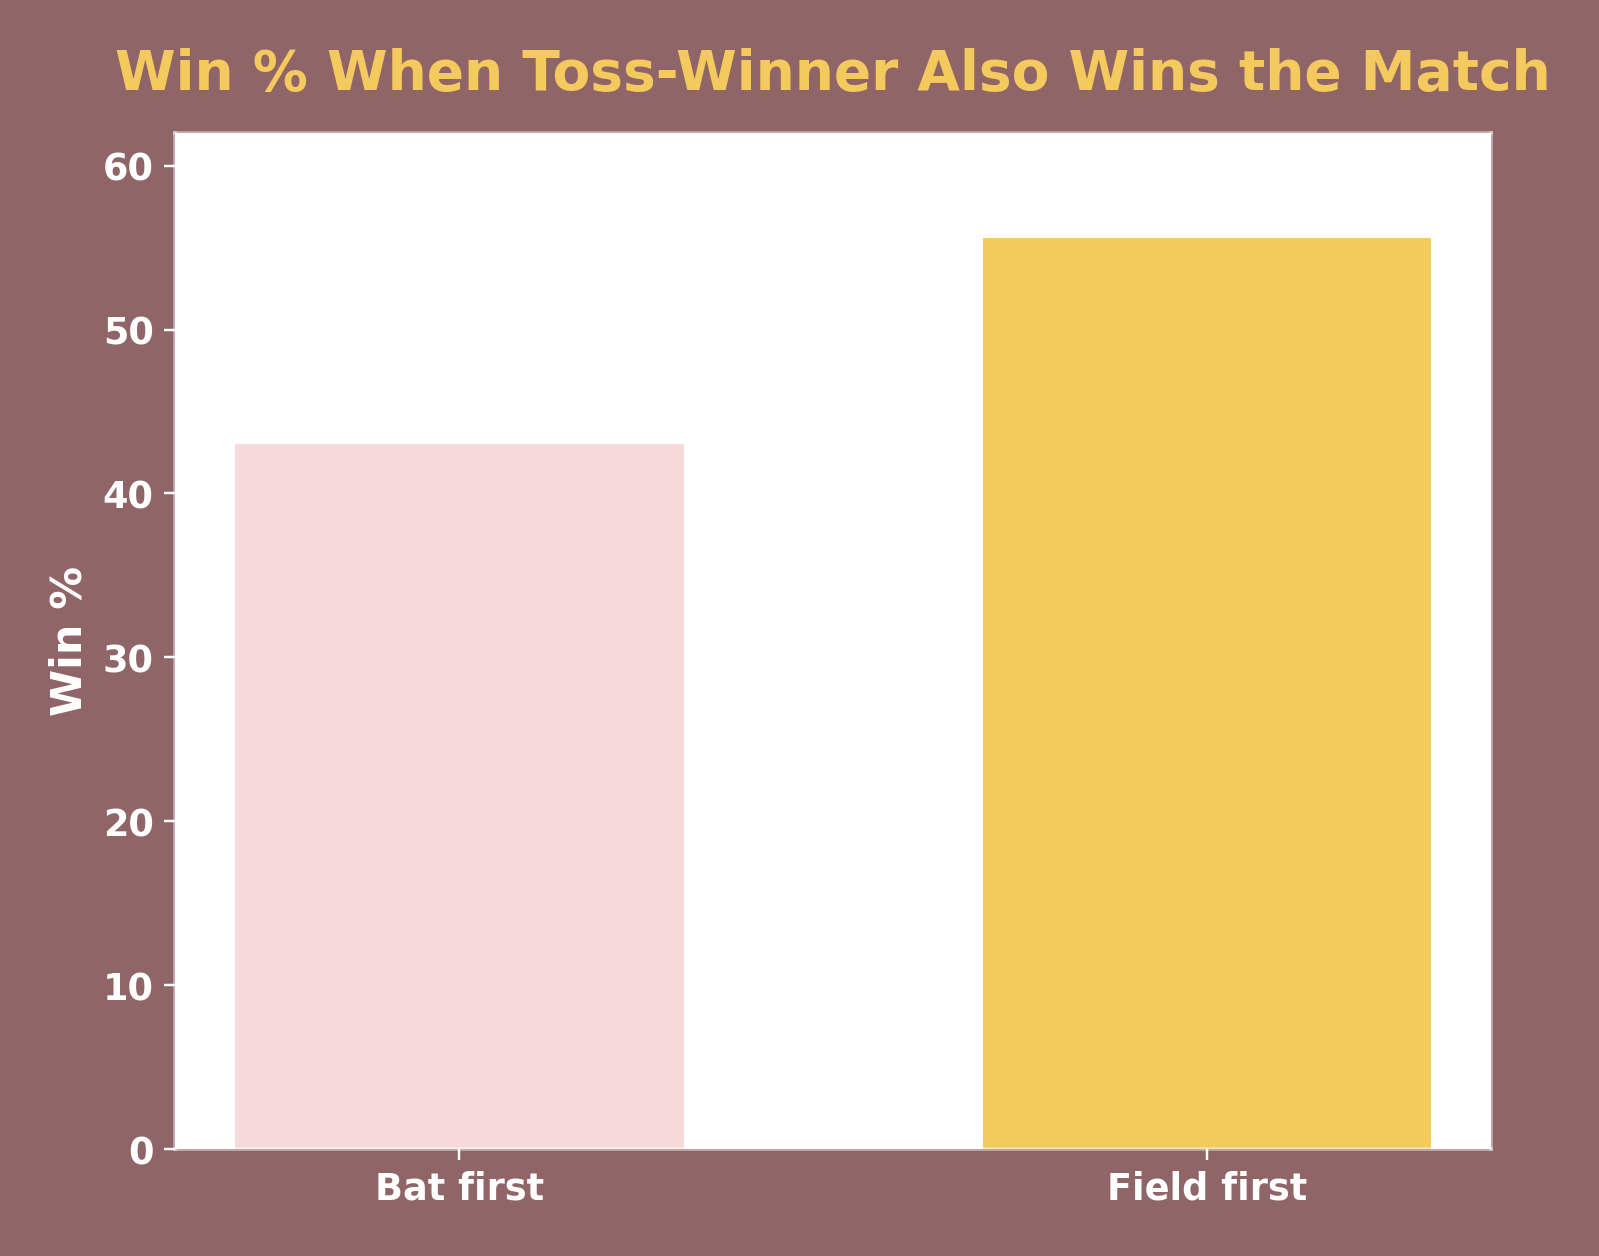 Win % When Toss-Winner Also Wins the Match
60
50
40
30
20
10
0
Win %
Bat first
Field first